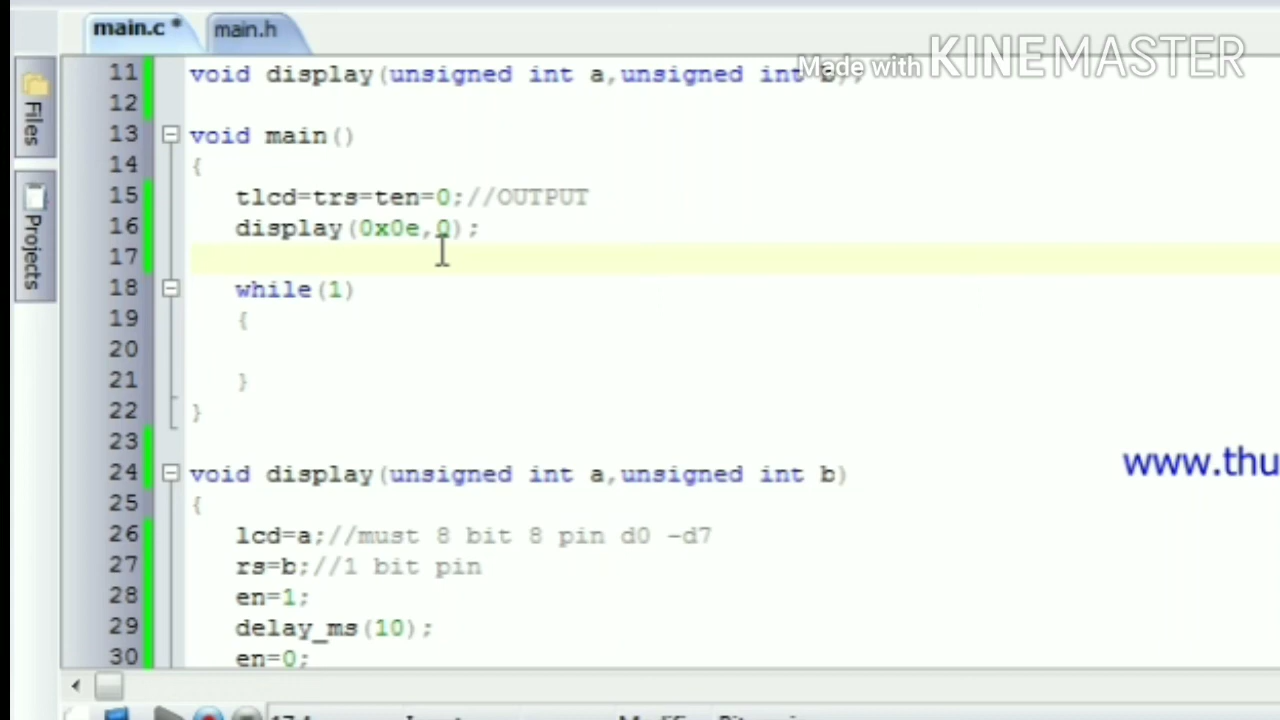 main.c * main.h
Made with KINEMASTER
Files
Projects
11 void display(unsigned int a,unsigned int b);
12
13 void main()
14 {
15 tlcd=trs=ten=0;//OUTPUT
16 display(0x0e,0);
17
18 while(1)
19 {
20
21 }
22 }
23
24 void display(unsigned int a,unsigned int b)
25 {
26 lcd=a;//must 8 bit 8 pin d0 -d7
27 rs=b;//1 bit pin
28 en=1;
29 delay_ms(10);
30 en=0;
www.thu